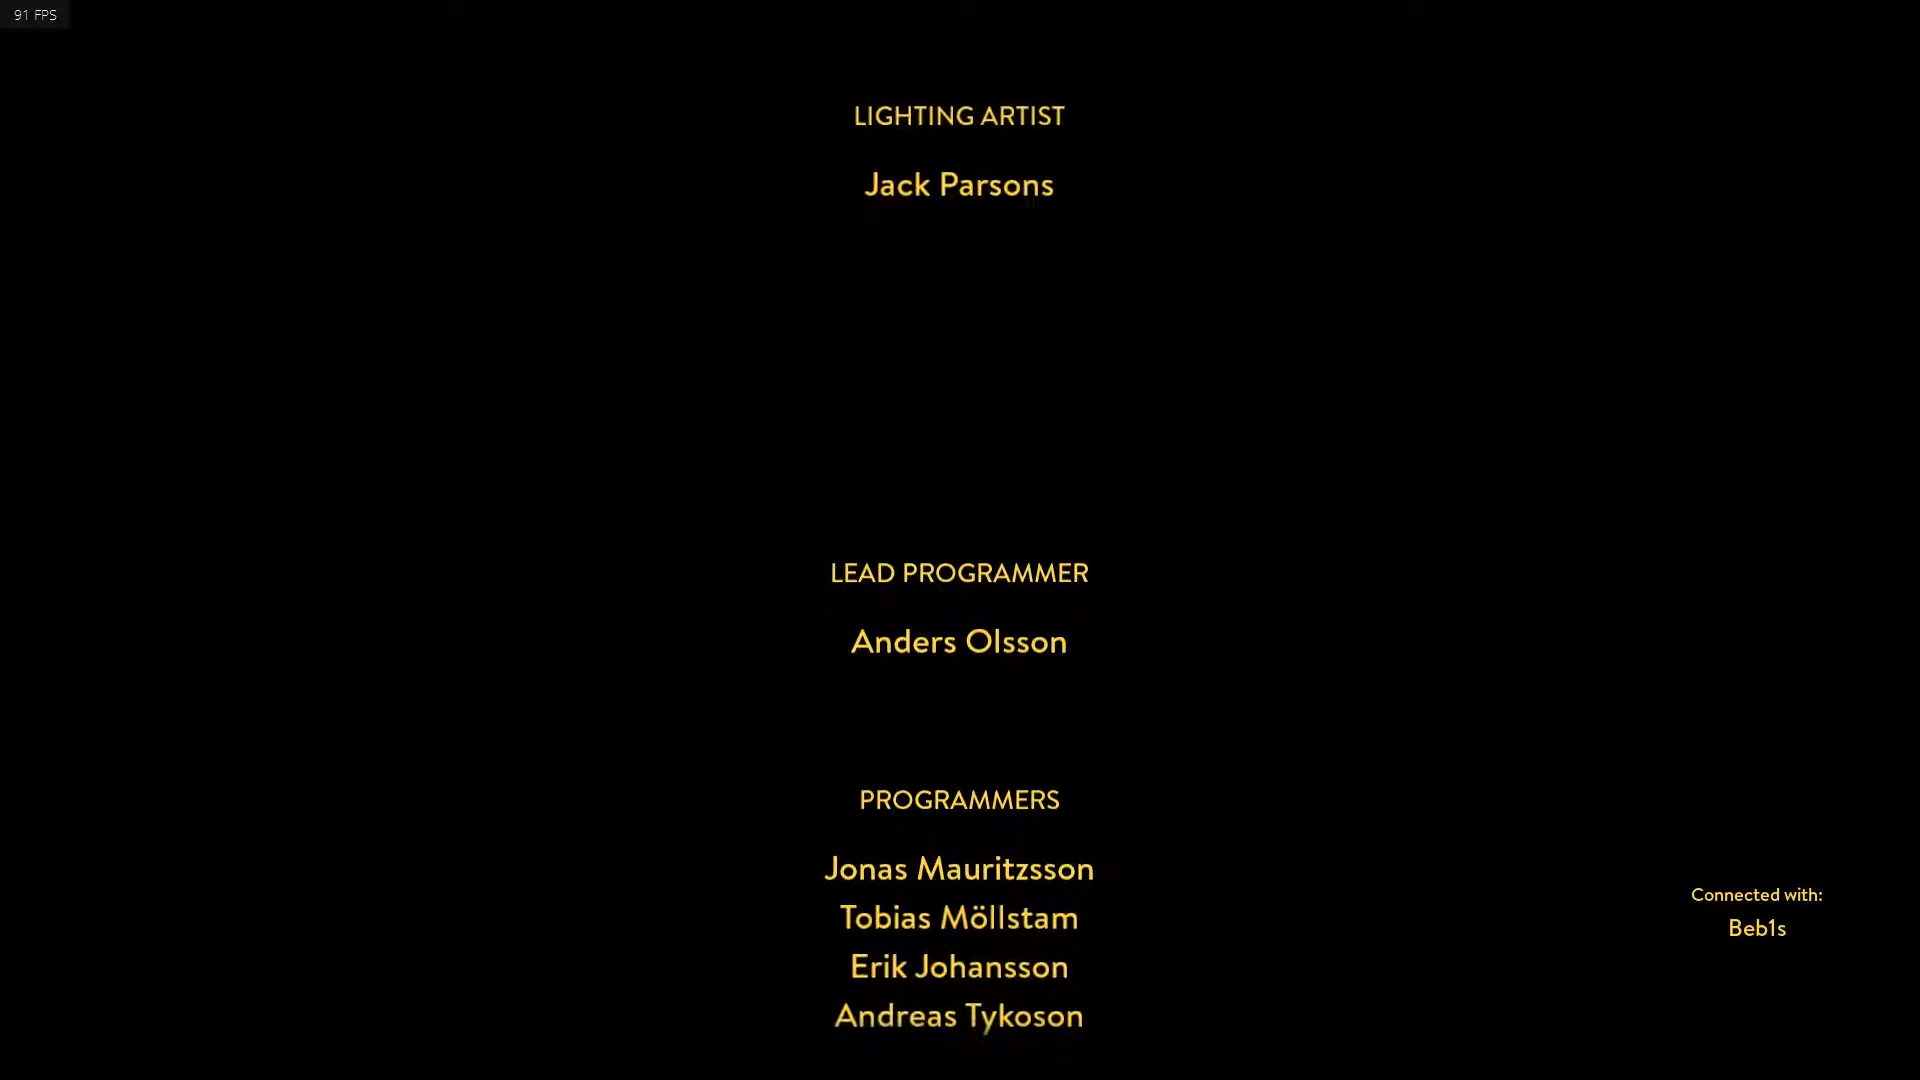 91 FPS
LIGHTING ARTIST
Jack Parsons
LEAD PROGRAMMER
Anders Olsson
PROGRAMMERS
Jonas Mauritzsson
Tobias Möllstam
Erik Johansson
Andreas Tykoson
Connected with:
Beb1s